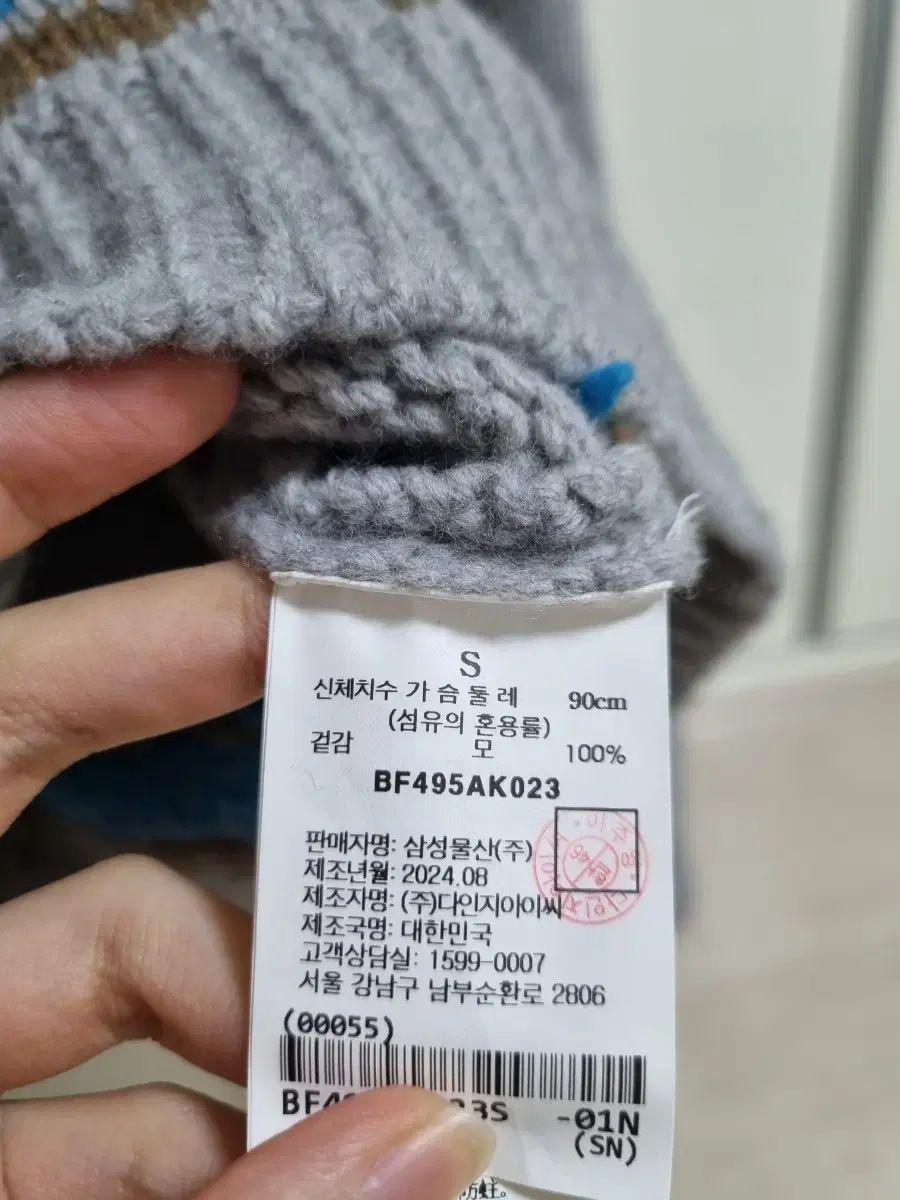 S
신체치수 가 슴 둘 레 90cm
(섬유의 혼용률)
겉감 모 100%
BF495AK023
판매자명: 삼성물산(주)
제조년월: 2024.08
제조자명: (주)다인지아이씨
제조국명: 대한민국
고객상담실: 1599-0007
서울 강남구 남부순환로 2806
(00055)
-01N
(SN)